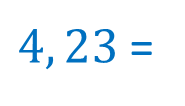 4, 23 =